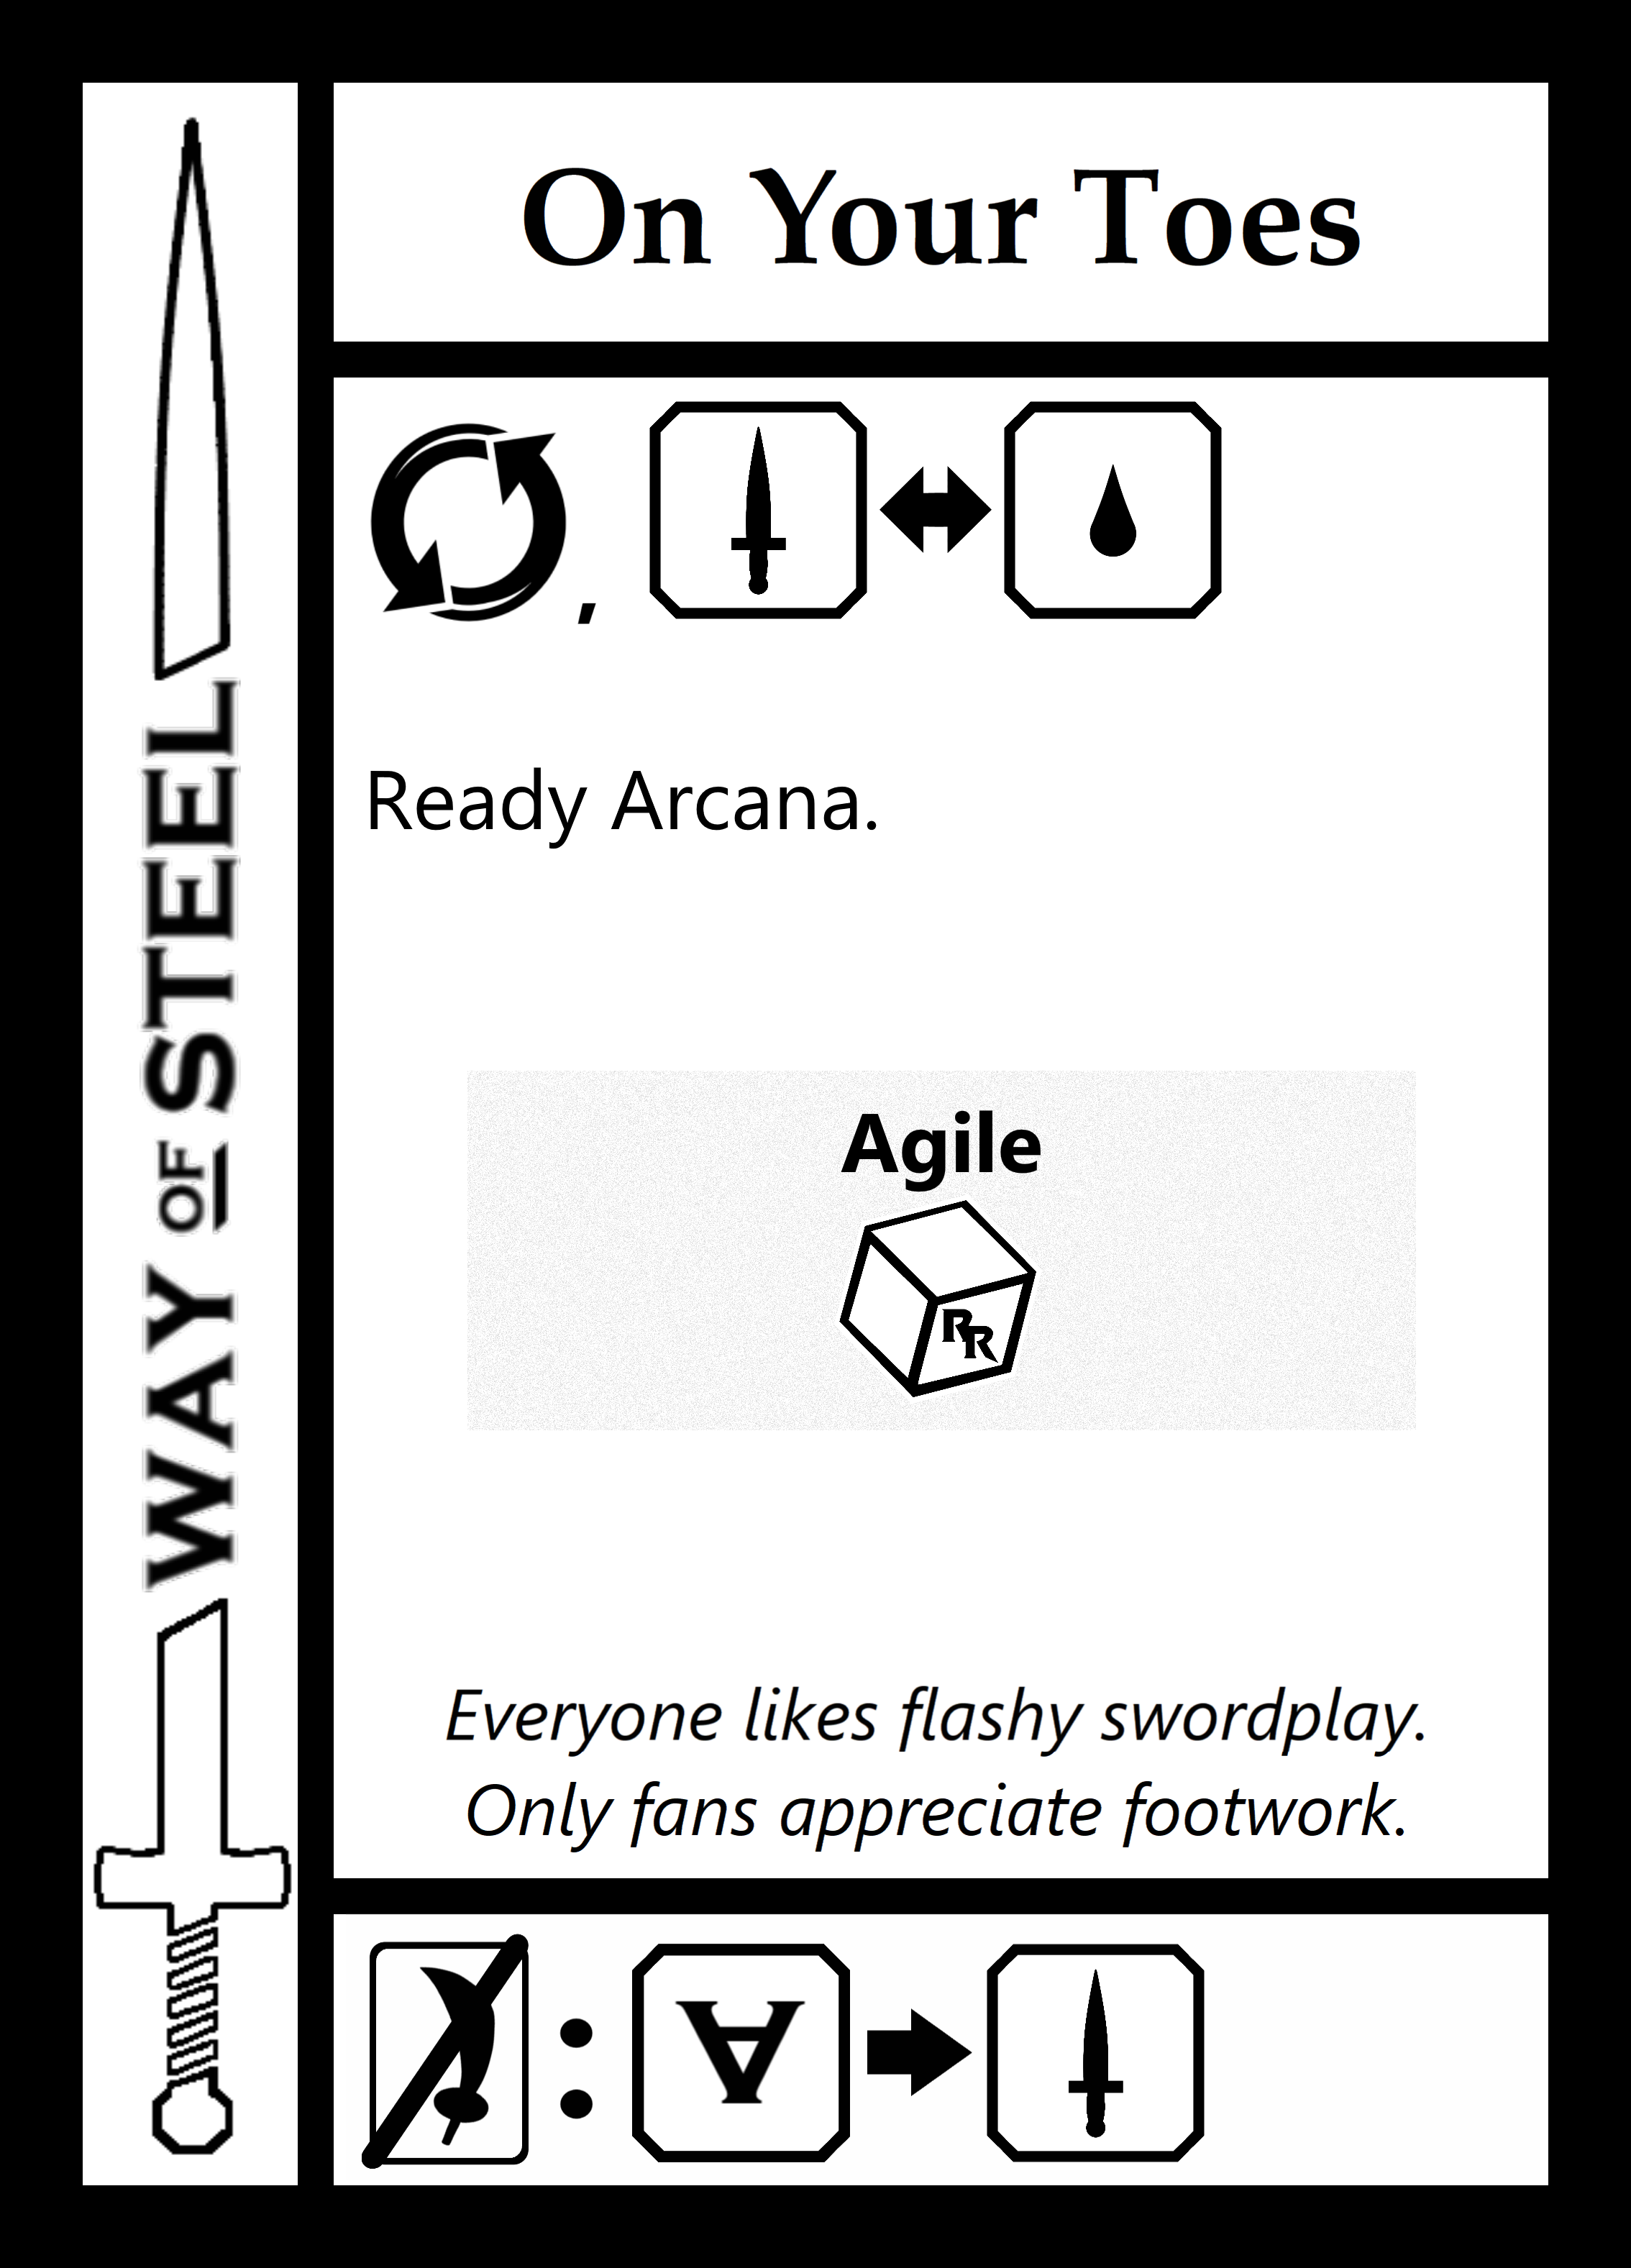 On Your Toes
,
Ready Arcana.
Agile
RR
Everyone likes flashy swordplay.
Only fans appreciate footwork.
: ∀
WAY OF STEEL